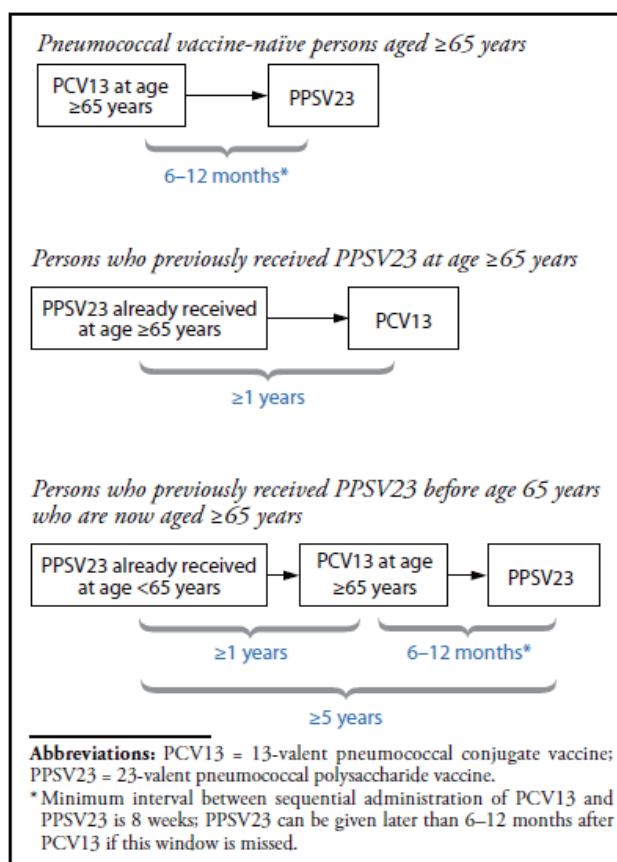 Pneumococcal vaccine-naïve persons aged ≥65 years
PCV13 at age
≥65 years
PPSV23
6–12 months*
Persons who previously received PPSV23 at age ≥65 years
PPSV23 already received
at age ≥65 years
PCV13
≥1 years
Persons who previously received PPSV23 before age 65 years
who are now aged ≥65 years
PPSV23 already received
at age <65 years
PCV13 at age
≥65 years
PPSV23
≥1 years
6–12 months*
≥5 years
Abbreviations: PCV13 = 13-valent pneumococcal conjugate vaccine;
PPSV23 = 23-valent pneumococcal polysaccharide vaccine.
* Minimum interval between sequential administration of PCV13 and
PPSV23 is 8 weeks; PPSV23 can be given later than 6–12 months after
PCV13 if this window is missed.